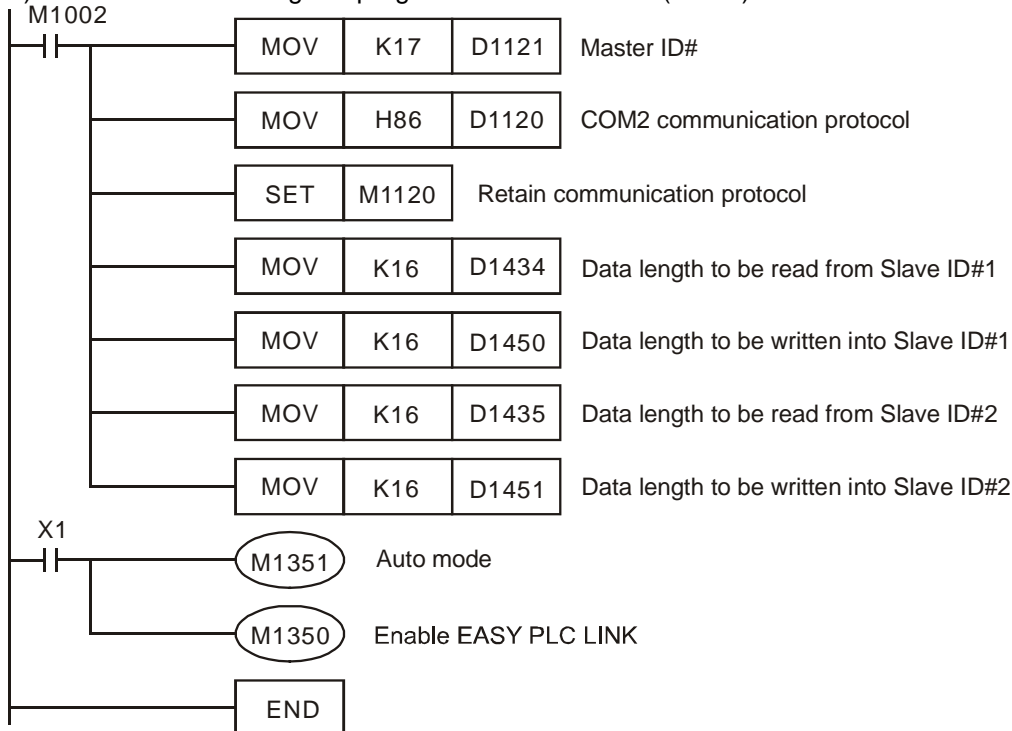 M1002
MOV K17 D1121 Master ID#
MOV H86 D1120 COM2 communication protocol
SET M1120 Retain communication protocol
MOV K16 D1434 Data length to be read from Slave ID#1
MOV K16 D1450 Data length to be written into Slave ID#1
MOV K16 D1435 Data length to be read from Slave ID#2
MOV K16 D1451 Data length to be written into Slave ID#2
X1
M1351 Auto mode
M1350 Enable EASY PLC LINK
END